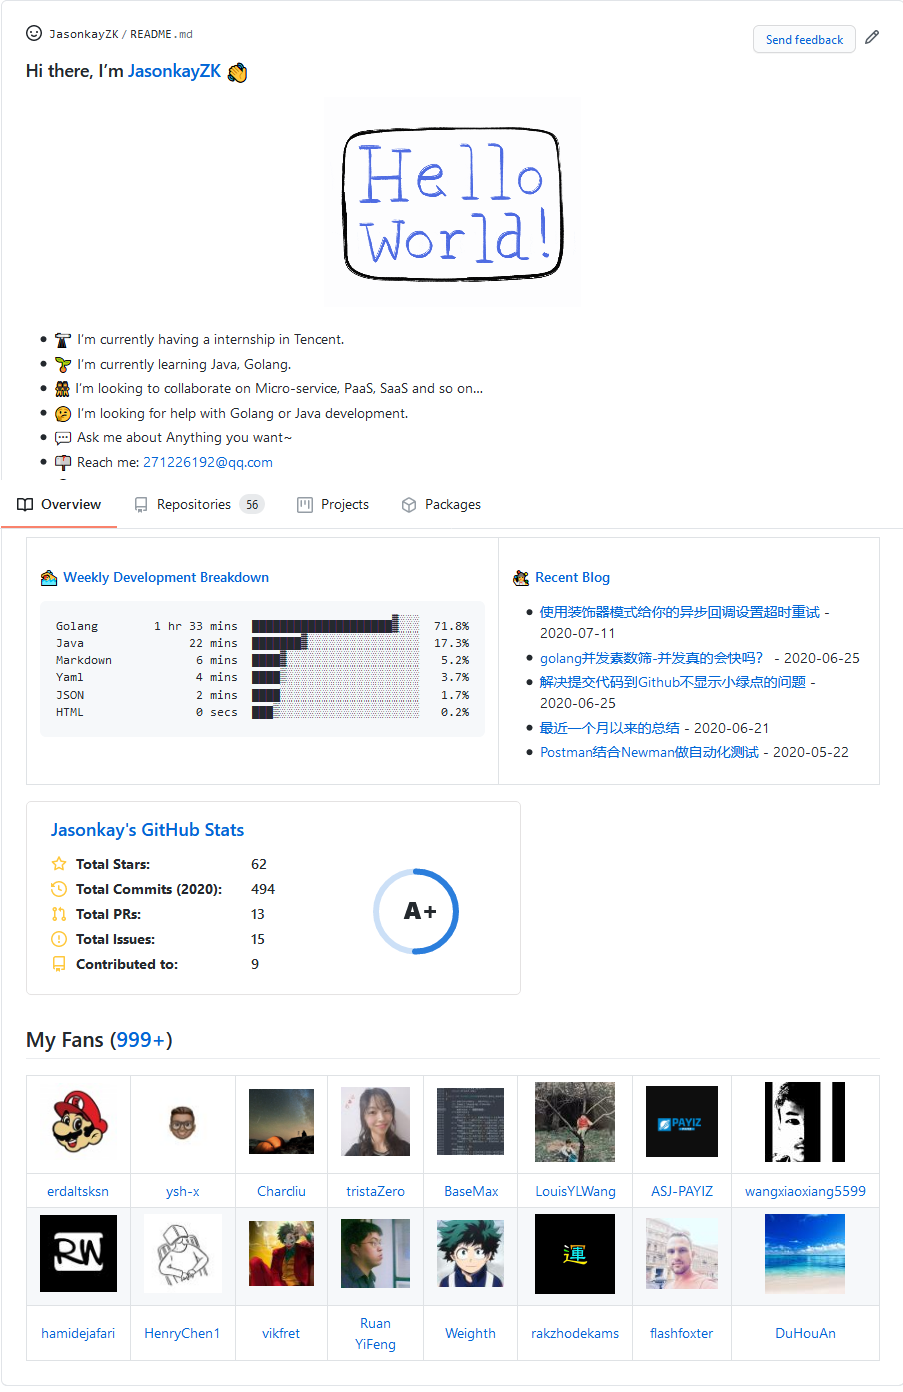 JasonkayZK / README.md
Send feedback
Hi there, I'm JasonkayZK
Hello
World!
I'm currently having a internship in Tencent.
I'm currently learning Java, Golang.
I'm looking to collaborate on Micro-service, PaaS, SaaS and so on...
I'm looking for help with Golang or Java development.
Ask me about Anything you want~
Reach me: 271226192@qq.com
Overview Repositories 56 Projects Packages
Weekly Development Breakdown
Golang 1 hr 33 mins 71.8%
Java 22 mins 17.3%
Markdown 6 mins 5.2%
Yaml 4 mins 3.7%
JSON 2 mins 1.7%
HTML 0 secs 0.2%
Recent Blog
使用装饰器模式给你的异步回调设置超时重试 -
2020-07-11
golang并发素数筛-并发真的会快吗？ - 2020-06-25
解决提交代码到Github不显示小绿点的问题 -
2020-06-25
最近一个月以来的总结 - 2020-06-21
Postman结合Newman做自动化测试 - 2020-05-22
Jasonkay's GitHub Stats
Total Stars: 62
Total Commits (2020): 494
Total PRs: 13
Total Issues: 15
Contributed to: 9
A+
My Fans (999+)
PAYIZ
erdaltsksn ysh-x Charcliu tristaZero BaseMax LouisYLWang ASJ-PAYIZ wangxiaoxiang5599
RW
運
hamidejafari HenryChen1 vikfret Ruan YiFeng Weighth rakzhodekams flashfoxter DuHouAn